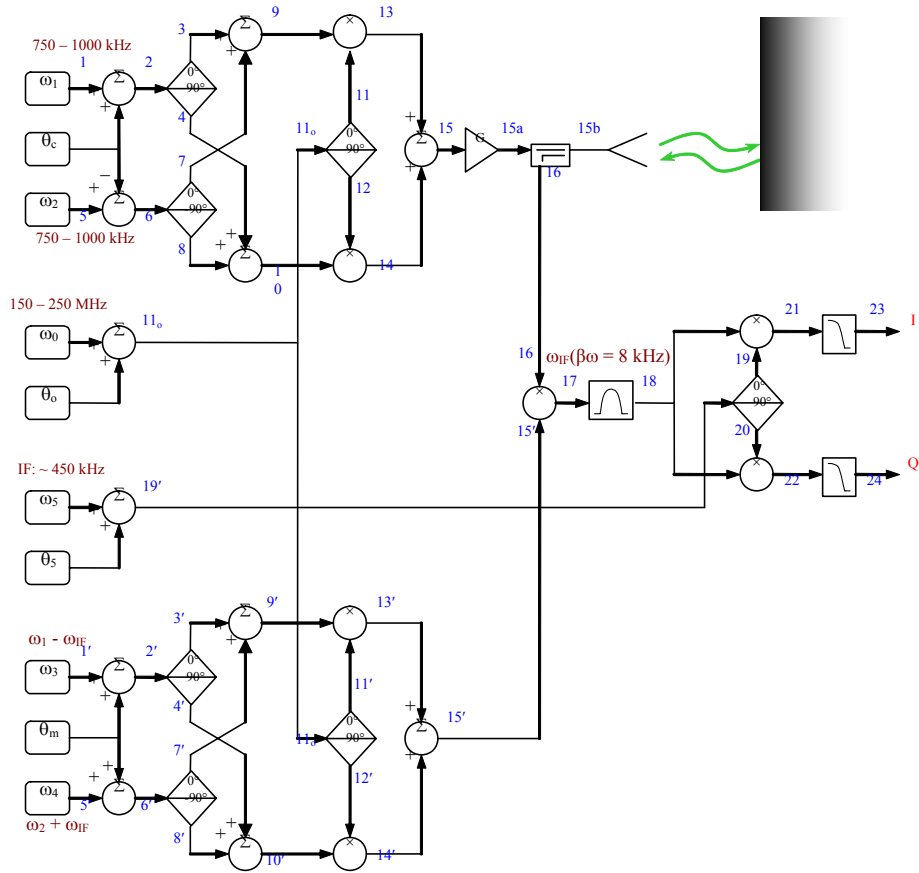 3
9
13
750 – 1000 kHz
1
2
Σ
×
+
ω₁
Σ
0°
90°
+
+
4
11
θc
11ₒ
0°
90°
+
Σ
+
15
G
15a
15b
16
7
12
–
+
ω₂
5
Σ
6
0°
-90°
750 – 1000 kHz
8
+
+
Σ
10
×
14
150 – 250 MHz
11ₒ
ω₀
Σ
+
+
θₒ
16
ωIF(βω = 8 kHz)
17
18
15′
×
21
23
I
×
19
0°
90°
20
×
22
24
Q
IF: ~ 450 kHz
19′
ω₅
Σ
+
+
θ₅
3′
9′
13′
ω₁ - ωIF
1′
2′
Σ
+
×
ω₃
Σ
0°
90°
+
4′
11′
θm
11ₒ
0°
90°
+
Σ
+
15′
7′
12′
+
+
ω₄
5′
Σ
6′
0°
-90°
ω₂ + ωIF
8′
+
+
Σ
10′
×
14′